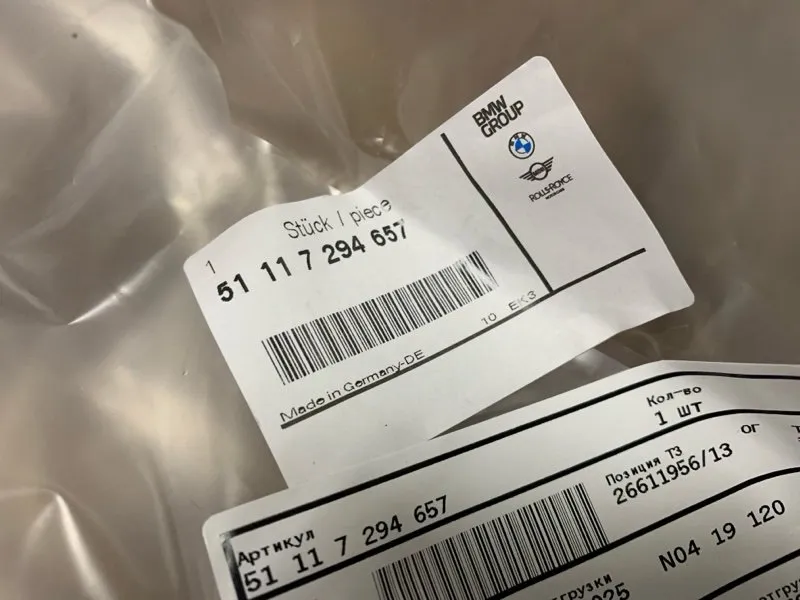 BMW
GROUP
ROLLS-ROYCE
1 Stück / piece
51 11 7 294 657
Made in Germany-DE
10 EK3
Кол-во
1 шт
Позиция ТЗ
26611956/13
ОГ
Артикул
51 11 7 294 657
N04 19 120